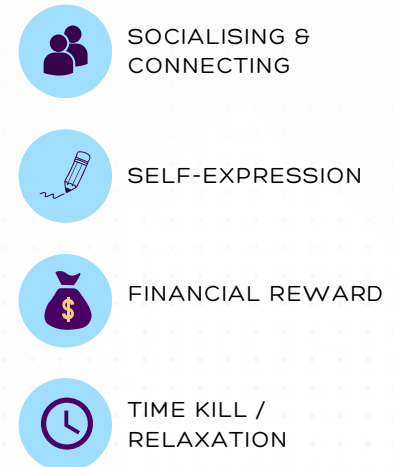 SOCIALISING &
CONNECTING
SELF-EXPRESSION
$
FINANCIAL REWARD
TIME KILL /
RELAXATION